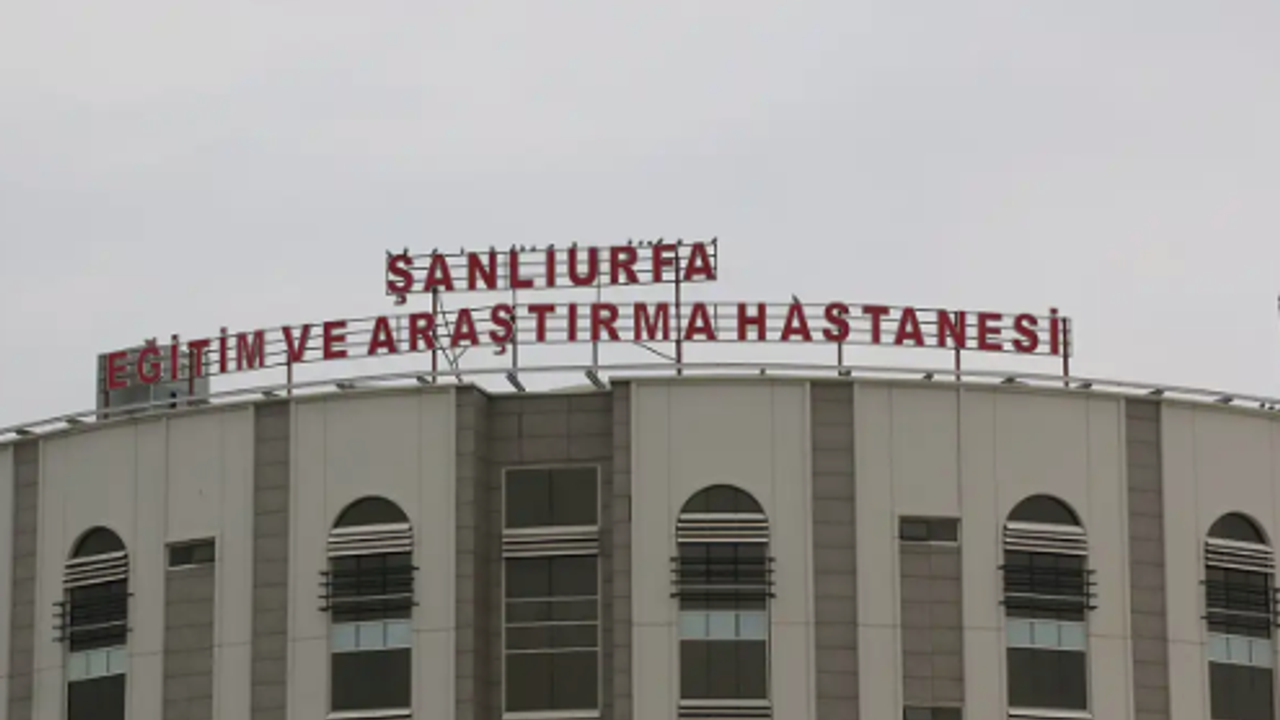 ŞANLIURFA
EĞİTİM VE ARAŞTIRMA HASTANESİ